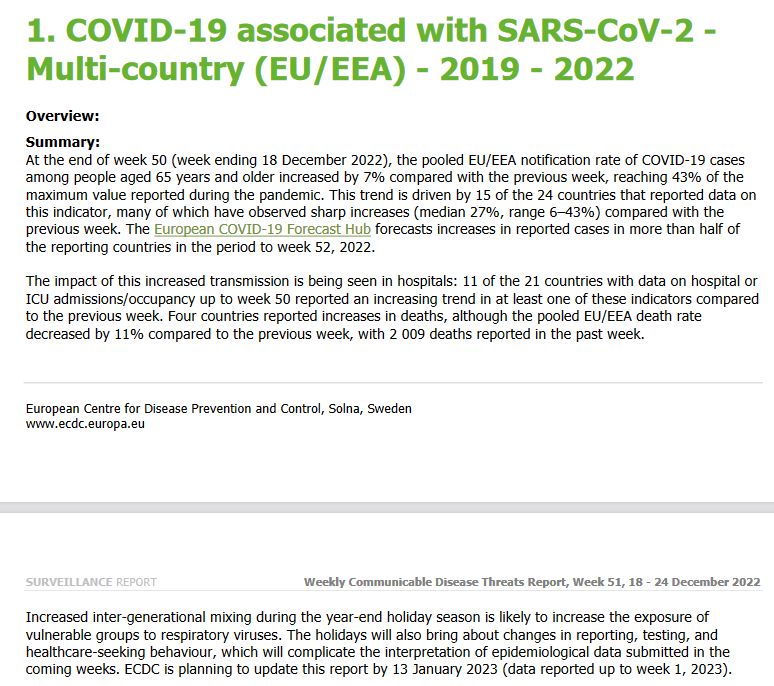 1. COVID-19 associated with SARS-CoV-2 -
Multi-country (EU/EEA) - 2019 - 2022
Overview:
Summary:
At the end of week 50 (week ending 18 December 2022), the pooled EU/EEA notification rate of COVID-19 cases
among people aged 65 years and older increased by 7% compared with the previous week, reaching 43% of the
maximum value reported during the pandemic. This trend is driven by 15 of the 24 countries that reported data on
this indicator, many of which have observed sharp increases (median 27%, range 6–43%) compared with the
previous week. The European COVID-19 Forecast Hub forecasts increases in reported cases in more than half of
the reporting countries in the period to week 52, 2022.
The impact of this increased transmission is being seen in hospitals: 11 of the 21 countries with data on hospital or
ICU admissions/occupancy up to week 50 reported an increasing trend in at least one of these indicators compared
to the previous week. Four countries reported increases in deaths, although the pooled EU/EEA death rate
decreased by 11% compared to the previous week, with 2 009 deaths reported in the past week.
European Centre for Disease Prevention and Control, Solna, Sweden
www.ecdc.europa.eu
SURVEILLANCE REPORT
Weekly Communicable Disease Threats Report, Week 51, 18 - 24 December 2022
Increased inter-generational mixing during the year-end holiday season is likely to increase the exposure of
vulnerable groups to respiratory viruses. The holidays will also bring about changes in reporting, testing, and
healthcare-seeking behaviour, which will complicate the interpretation of epidemiological data submitted in the
coming weeks. ECDC is planning to update this report by 13 January 2023 (data reported up to week 1, 2023).